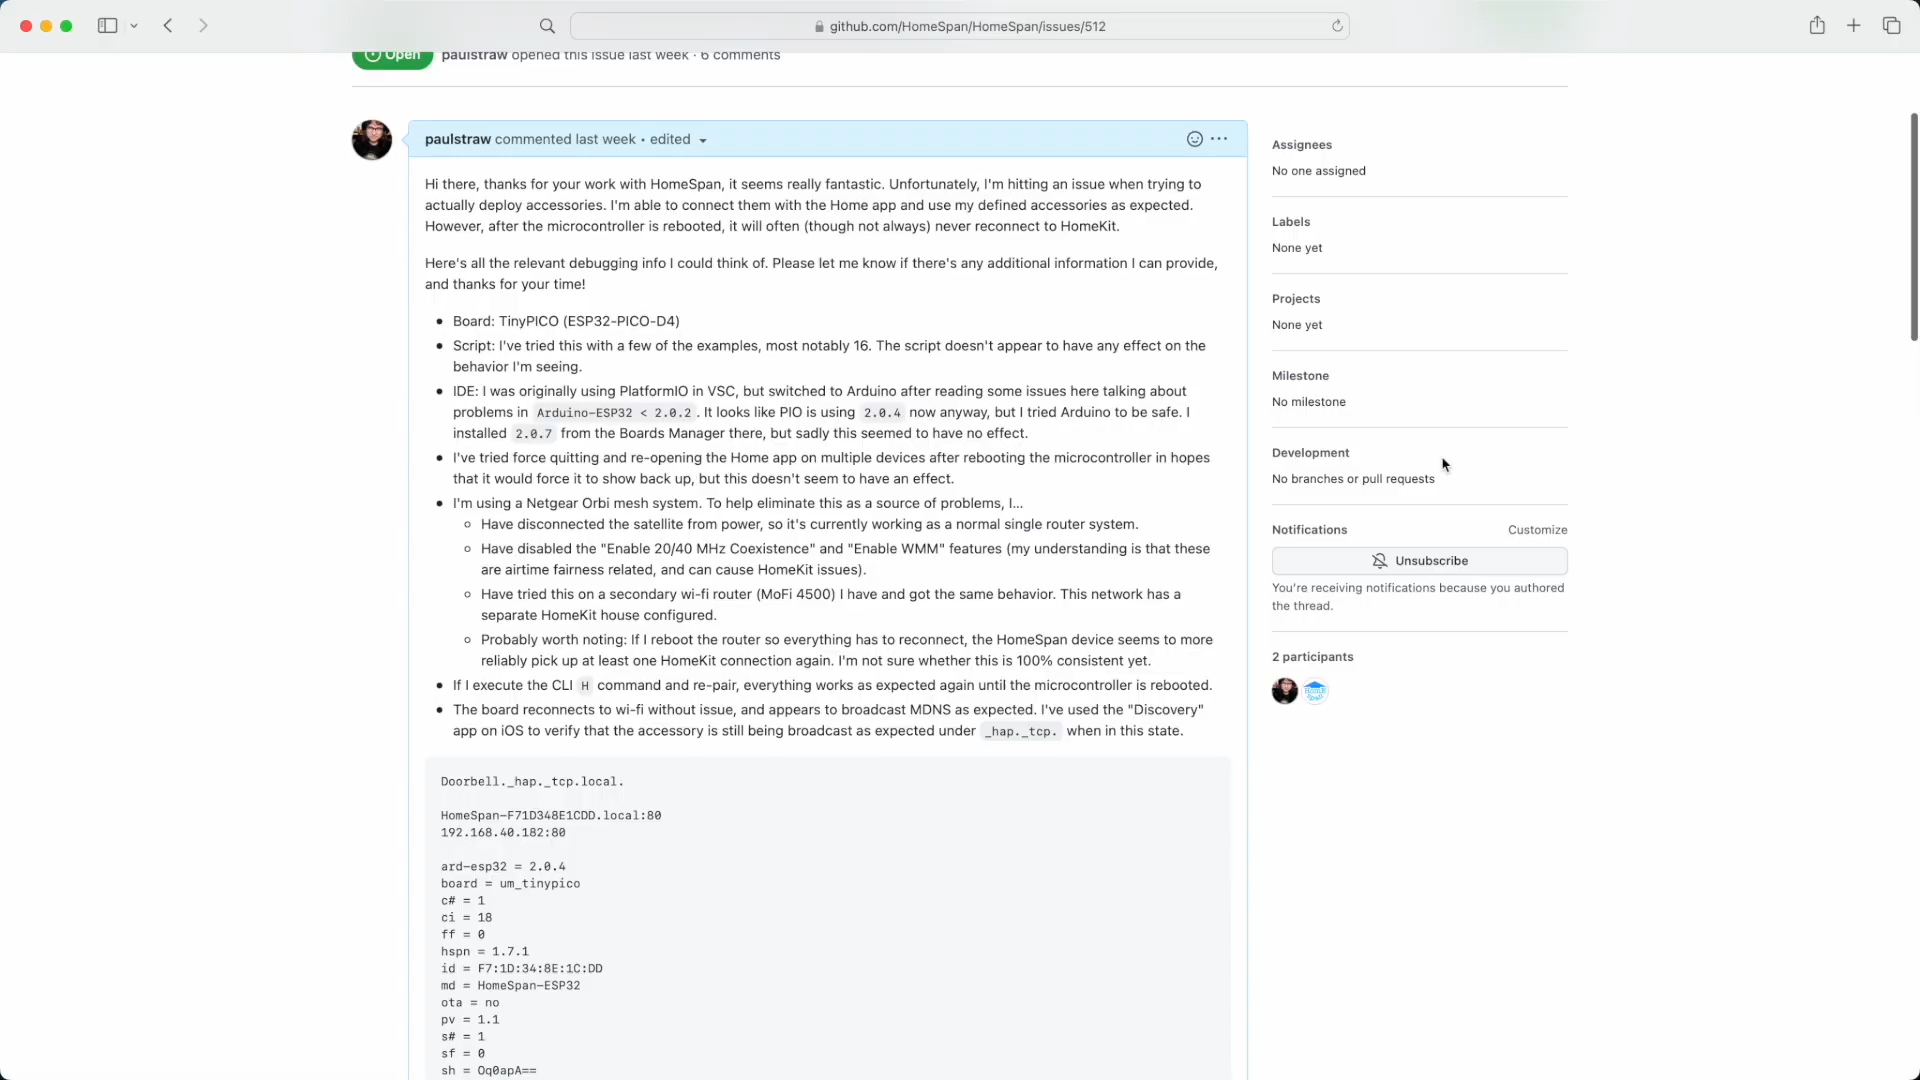 github.com/HomeSpan/HomeSpan/issues/512
Open paulstraw opened this issue last week · 6 comments
paulstraw commented last week • edited
Hi there, thanks for your work with HomeSpan, it seems really fantastic. Unfortunately, I'm hitting an issue when trying to
actually deploy accessories. I'm able to connect them with the Home app and use my defined accessories as expected.
However, after the microcontroller is rebooted, it will often (though not always) never reconnect to HomeKit.
Here's all the relevant debugging info I could think of. Please let me know if there's any additional information I can provide,
and thanks for your time!
• Board: TinyPICO (ESP32-PICO-D4)
• Script: I've tried this with a few of the examples, most notably 16. The script doesn't appear to have any effect on the
behavior I'm seeing.
• IDE: I was originally using PlatformIO in VSC, but switched to Arduino after reading some issues here talking about
problems in Arduino-ESP32 < 2.0.2. It looks like PIO is using 2.0.4 now anyway, but I tried Arduino to be safe. I
installed 2.0.7 from the Boards Manager there, but sadly this seemed to have no effect.
• I've tried force quitting and re-opening the Home app on multiple devices after rebooting the microcontroller in hopes
that it would force it to show back up, but this doesn't seem to have an effect.
• I'm using a Netgear Orbi mesh system. To help eliminate this as a source of problems, I...
◦ Have disconnected the satellite from power, so it's currently working as a normal single router system.
◦ Have disabled the "Enable 20/40 MHz Coexistence" and "Enable WMM" features (my understanding is that these
are airtime fairness related, and can cause HomeKit issues).
◦ Have tried this on a secondary wi-fi router (MoFi 4500) I have and got the same behavior. This network has a
separate HomeKit house configured.
◦ Probably worth noting: If I reboot the router so everything has to reconnect, the HomeSpan device seems to more
reliably pick up at least one HomeKit connection again. I'm not sure whether this is 100% consistent yet.
• If I execute the CLI H command and re-pair, everything works as expected again until the microcontroller is rebooted.
• The board reconnects to wi-fi without issue, and appears to broadcast MDNS as expected. I've used the "Discovery"
app on iOS to verify that the accessory is still being broadcast as expected under _hap._tcp. when in this state.
Doorbell._hap._tcp.local.
HomeSpan-F71D348E1CDD.local:80
192.168.40.182:80
ard-esp32 = 2.0.4
board = um_tinypico
c# = 1
ci = 18
ff = 0
hspn = 1.7.1
id = F7:1D:34:8E:1C:DD
md = HomeSpan-ESP32
ota = no
pv = 1.1
s# = 1
sf = 0
sh = Oq0apA==
Assignees
No one assigned
Labels
None yet
Projects
None yet
Milestone
No milestone
Development
No branches or pull requests
Notifications Customize
Unsubscribe
You're receiving notifications because you authored
the thread.
2 participants